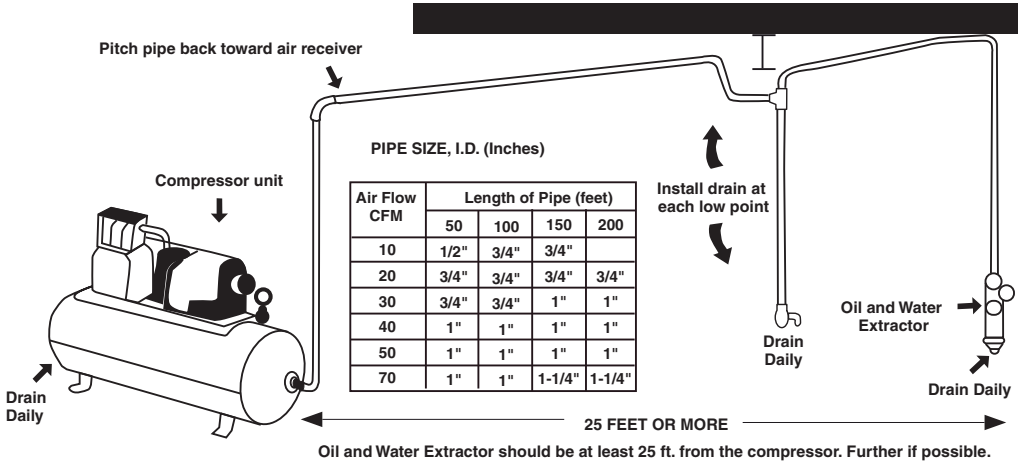 Pitch pipe back toward air receiver
PIPE SIZE, I.D. (Inches)
Compressor unit
Air Flow
CFM
Length of Pipe (feet)
50 100 150 200
10 1/2" 3/4" 3/4"
20 3/4" 3/4" 3/4" 3/4"
30 3/4" 3/4" 1" 1"
40 1" 1" 1" 1"
50 1" 1" 1" 1"
70 1" 1" 1-1/4" 1-1/4"
Install drain at
each low point
Oil and Water
Extractor
Drain
Daily
Drain Daily
Drain
Daily
25 FEET OR MORE
Oil and Water Extractor should be at least 25 ft. from the compressor. Further if possible.